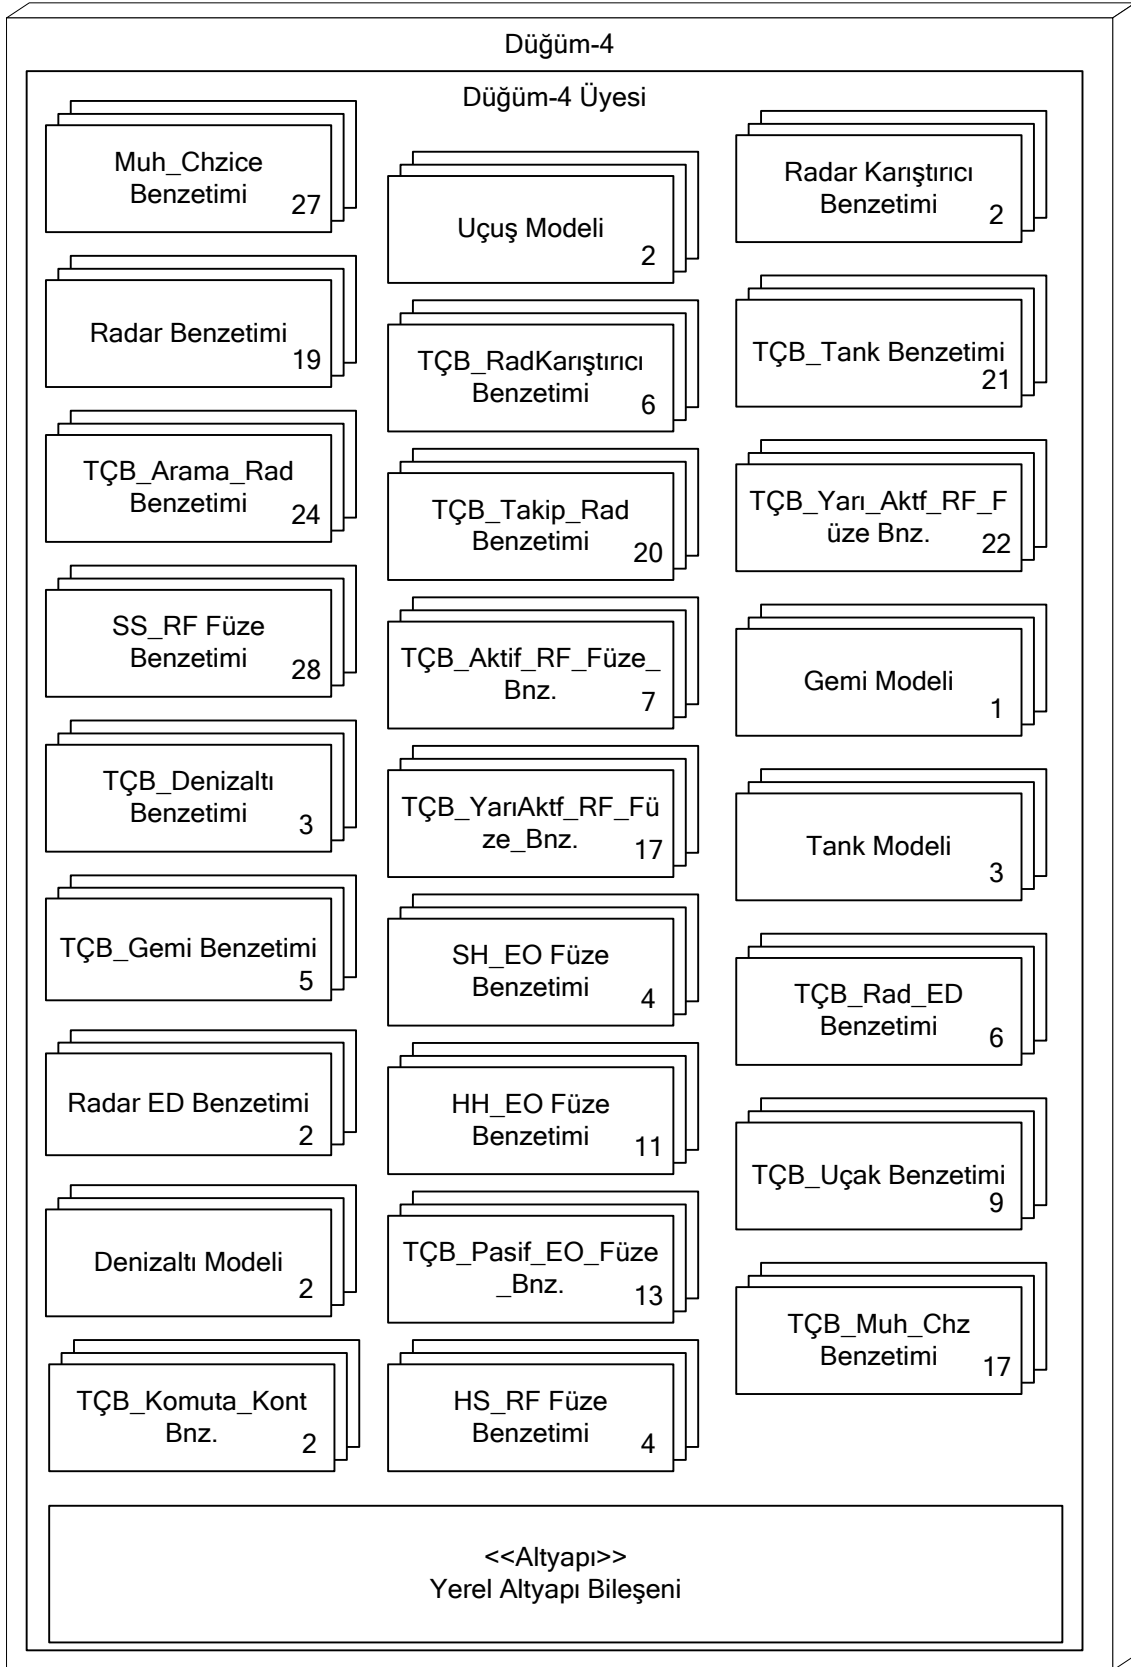 Düğüm-4
Düğüm-4 Üyesi
Muh_Chzice
Benzetimi
27
Radar Benzetimi
19
TÇB_Arama_Rad
Benzetimi
24
SS_RF Füze
Benzetimi
28
TÇB_Denizaltı
Benzetimi
3
TÇB_Gemi Benzetimi
5
Radar ED Benzetimi
2
Denizaltı Modeli
2
TÇB_Komuta_Kont
Bnz.
2
Uçuş Modeli
2
TÇB_RadKarıştırıcı
Benzetimi
6
TÇB_Takip_Rad
Benzetimi
20
TÇB_Aktif_RF_Füze_
Bnz.
7
TÇB_YarıAktf_RF_Fü
ze_Bnz.
17
SH_EO Füze
Benzetimi
4
HH_EO Füze
Benzetimi
11
TÇB_Pasif_EO_Füze
_Bnz.
13
HS_RF Füze
Benzetimi
4
Radar Karıştırıcı
Benzetimi
2
TÇB_Tank Benzetimi
21
TÇB_Yarı_Aktf_RF_F
üze Bnz.
22
Gemi Modeli
1
Tank Modeli
3
TÇB_Rad_ED
Benzetimi
6
TÇB_Uçak Benzetimi
9
TÇB_Muh_Chz
Benzetimi
17
<<Altyapı>>
Yerel Altyapı Bileşeni